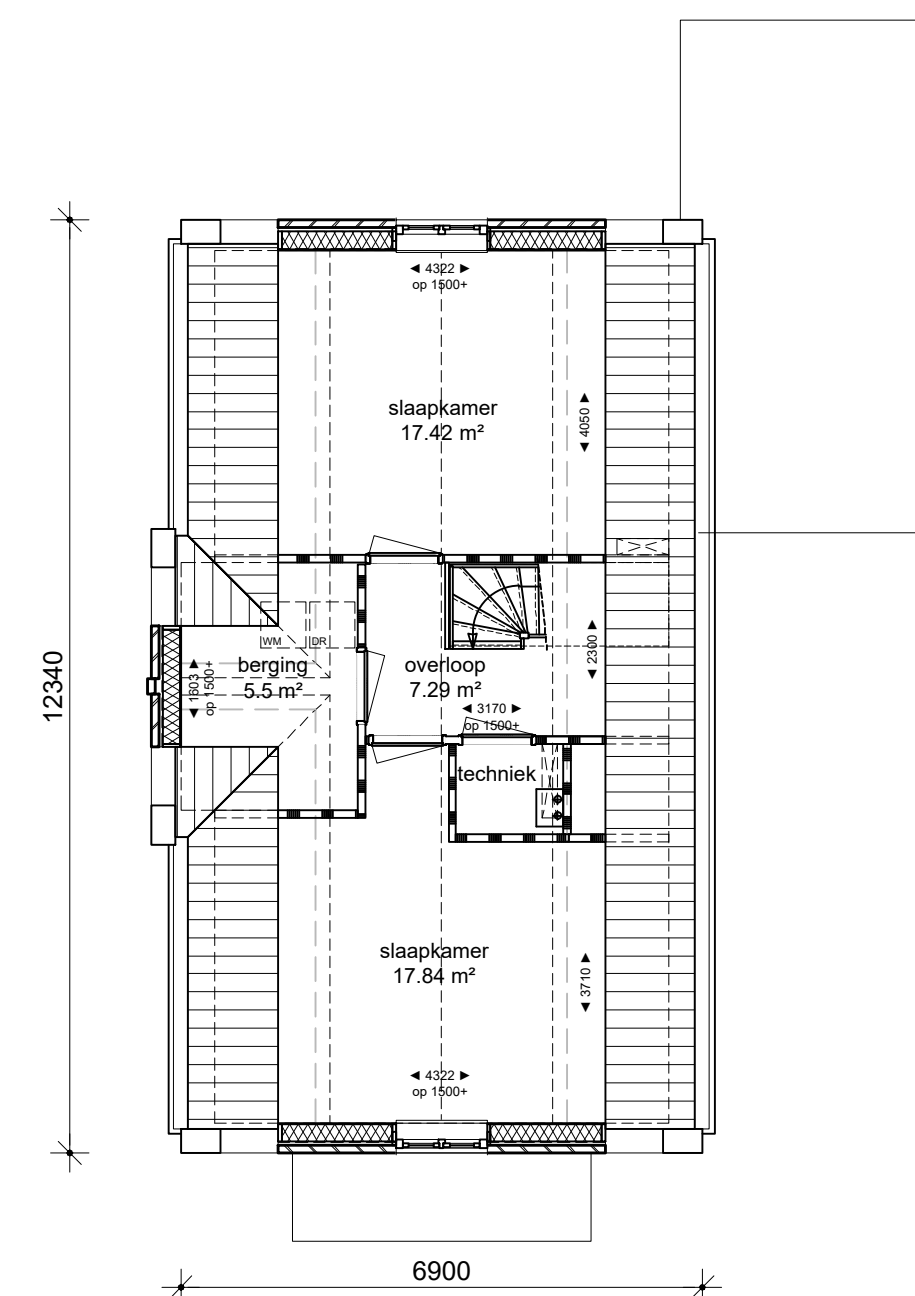 ◄ 4322 ►
op 1500+
slaapkamer
17.42 m²
◄ 4050 ►
WM
DR
berging
5.5 m²
◄ 1603 ►
op 1500+
overloop
7.29 m²
◄ 2300 ►
◄ 3170 ►
op 1500+
12340
techniek
slaapkamer
17.84 m²
◄ 3710 ►
◄ 4322 ►
op 1500+
6900